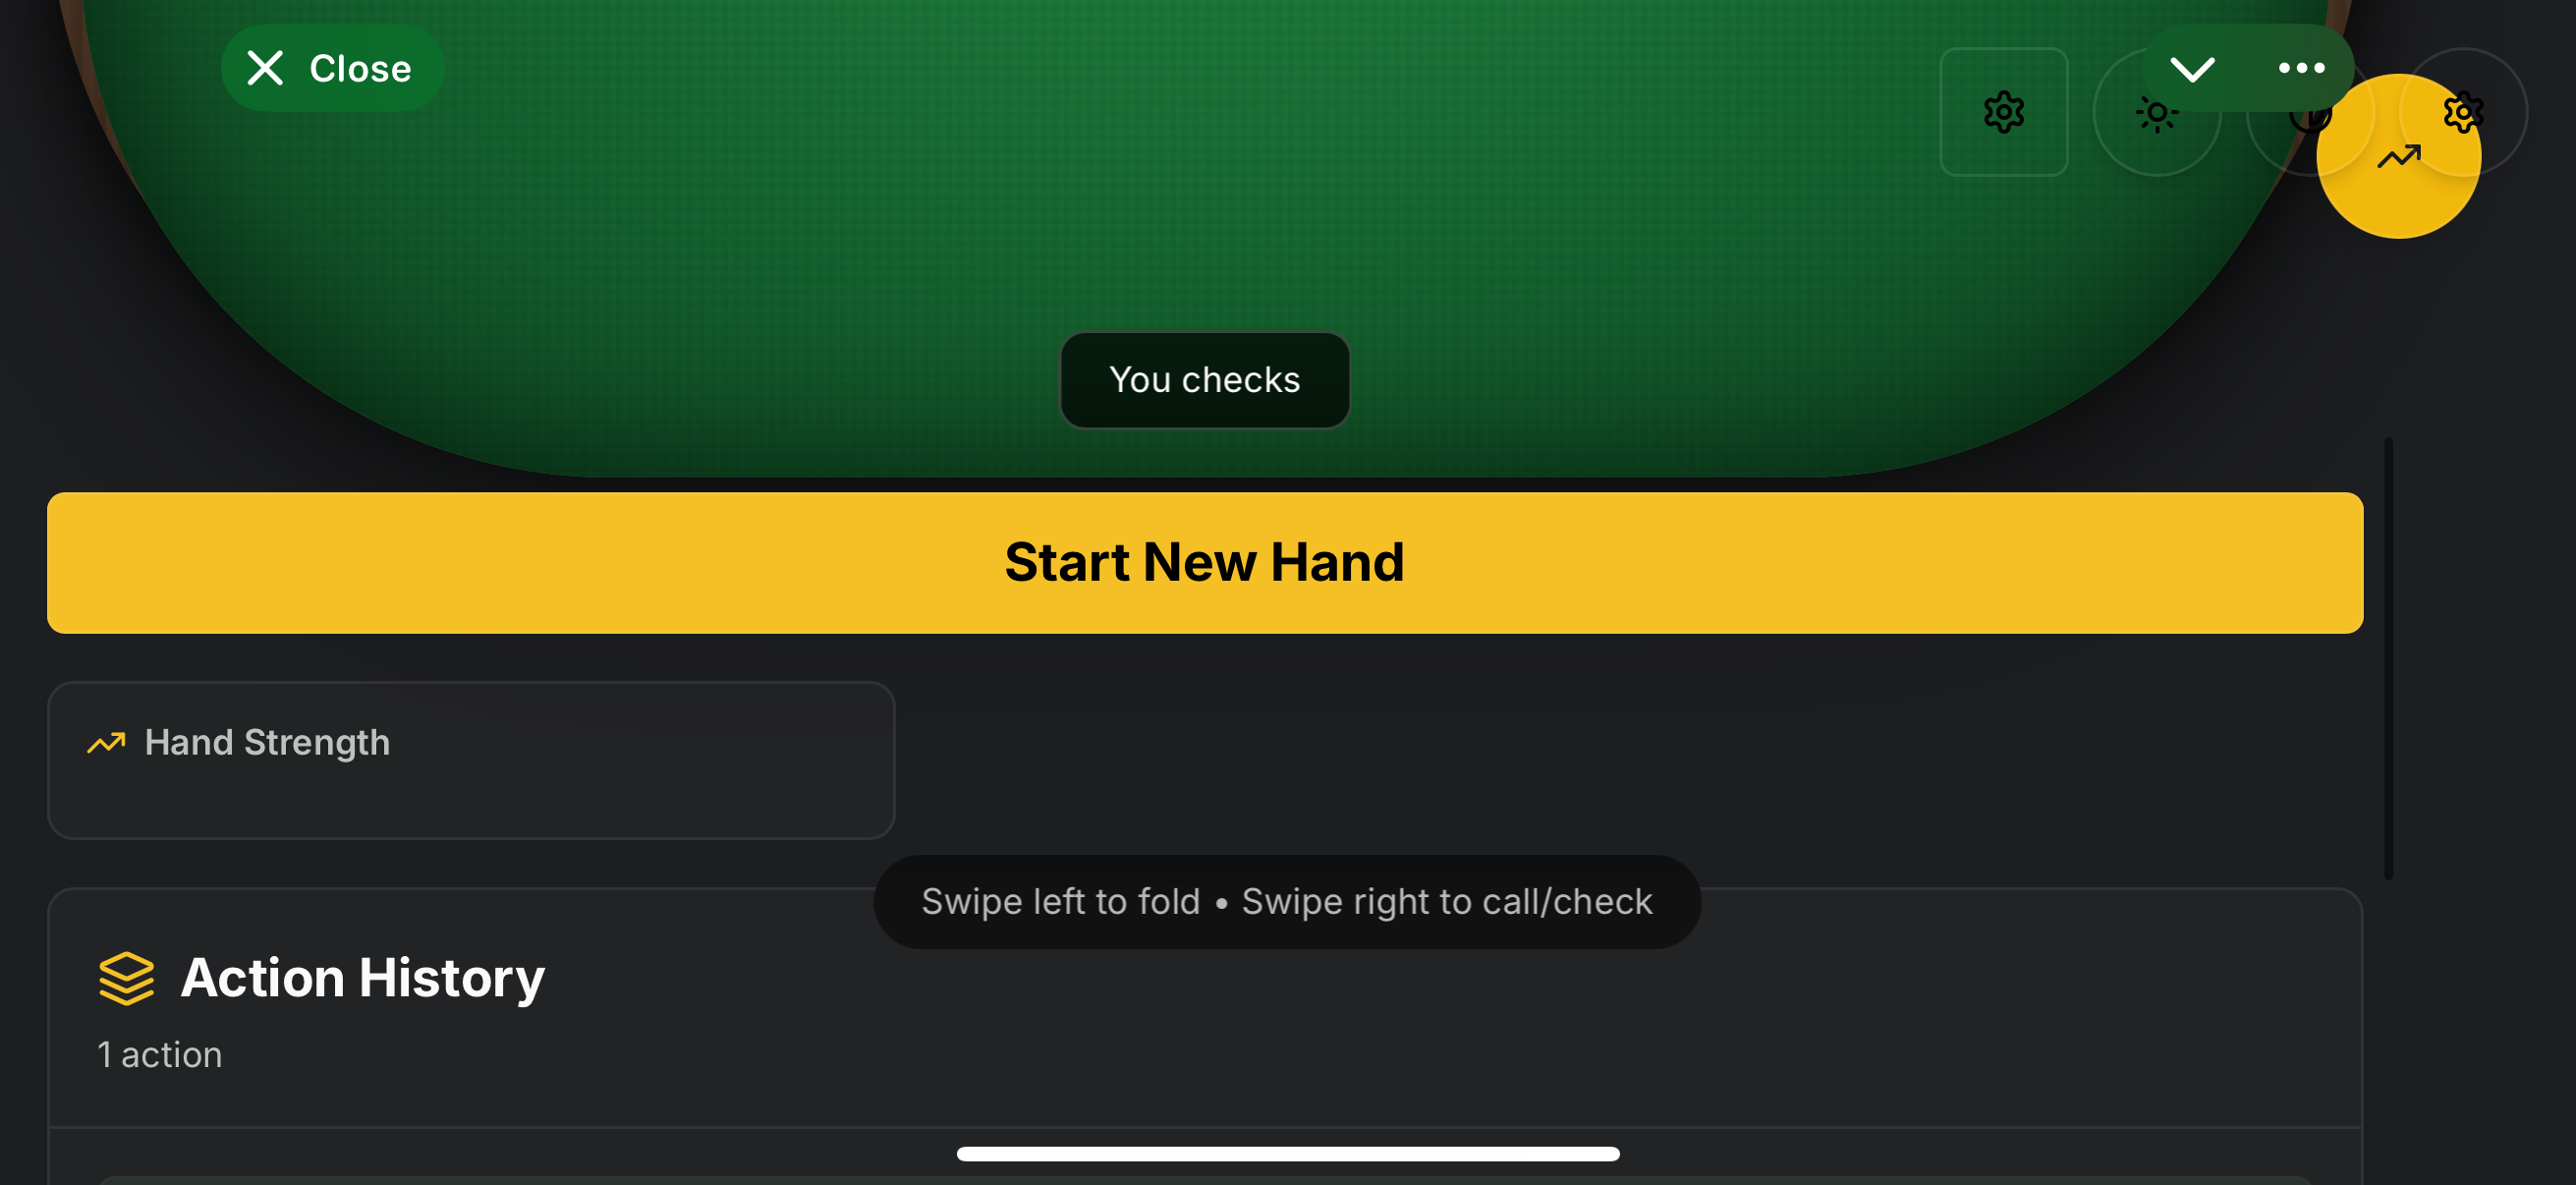 Close
You checks
Start New Hand
Hand Strength
Swipe left to fold • Swipe right to call/check
Action History
1 action